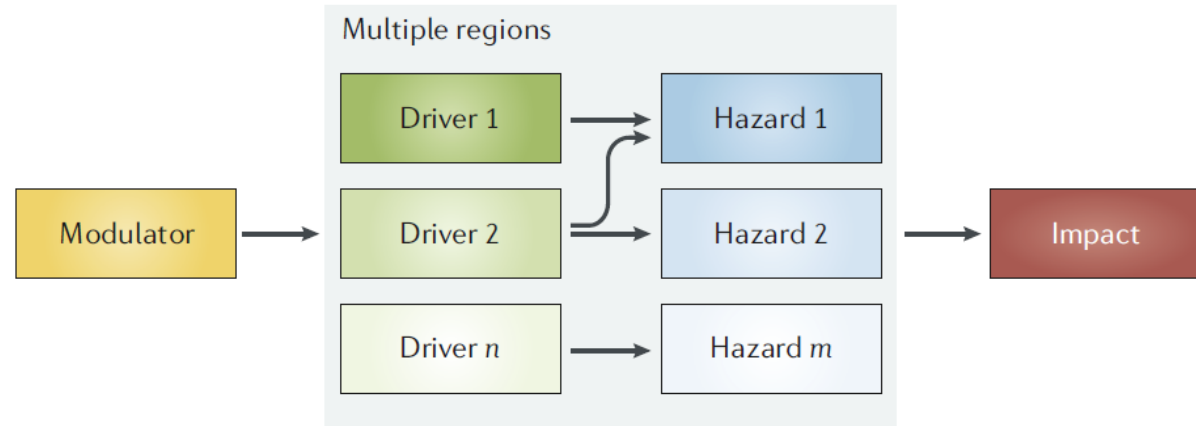 Multiple regions
Driver 1
Hazard 1
Modulator
Driver 2
Hazard 2
Impact
Driver n
Hazard m